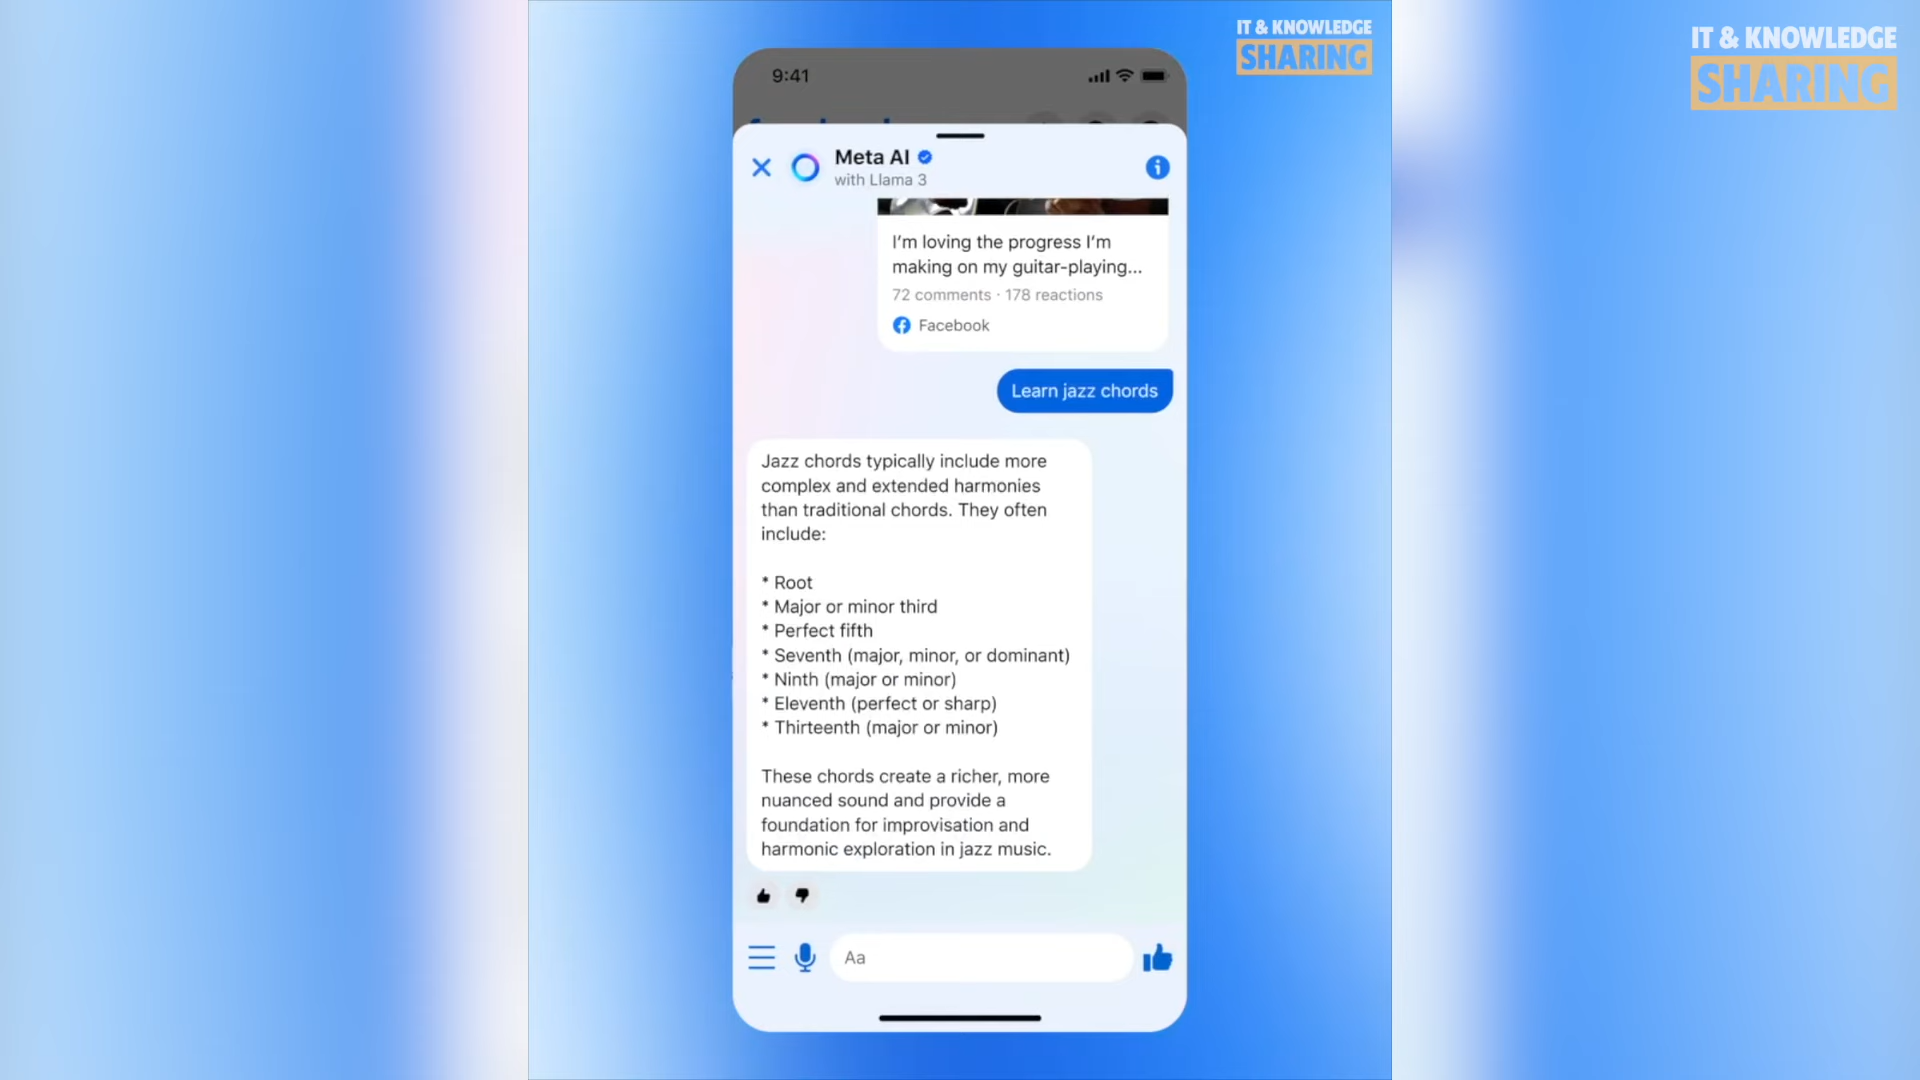 IT & KNOWLEDGE
SHARING
IT & KNOWLEDGE
SHARING
9:41
Meta AI
with Llama 3
I'm loving the progress I'm
making on my guitar-playing...
72 comments · 178 reactions
Facebook
Learn jazz chords
Jazz chords typically include more
complex and extended harmonies
than traditional chords. They often
include:
* Root
* Major or minor third
* Perfect fifth
* Seventh (major, minor, or dominant)
* Ninth (major or minor)
* Eleventh (perfect or sharp)
* Thirteenth (major or minor)
These chords create a richer, more
nuanced sound and provide a
foundation for improvisation and
harmonic exploration in jazz music.
Aa